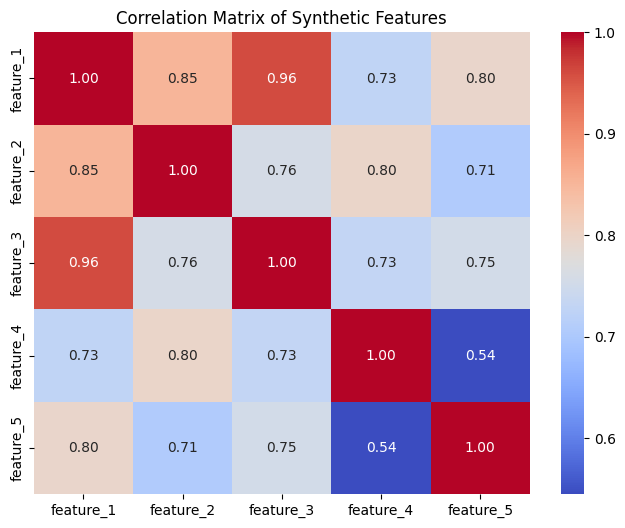 Correlation Matrix of Synthetic Features
feature_1 1.00 0.85 0.96 0.73 0.80
feature_2 0.85 1.00 0.76 0.80 0.71
feature_3 0.96 0.76 1.00 0.73 0.75
feature_4 0.73 0.80 0.73 1.00 0.54
feature_5 0.80 0.71 0.75 0.54 1.00
feature_1 feature_2 feature_3 feature_4 feature_5
1.0
0.9
0.8
0.7
0.6